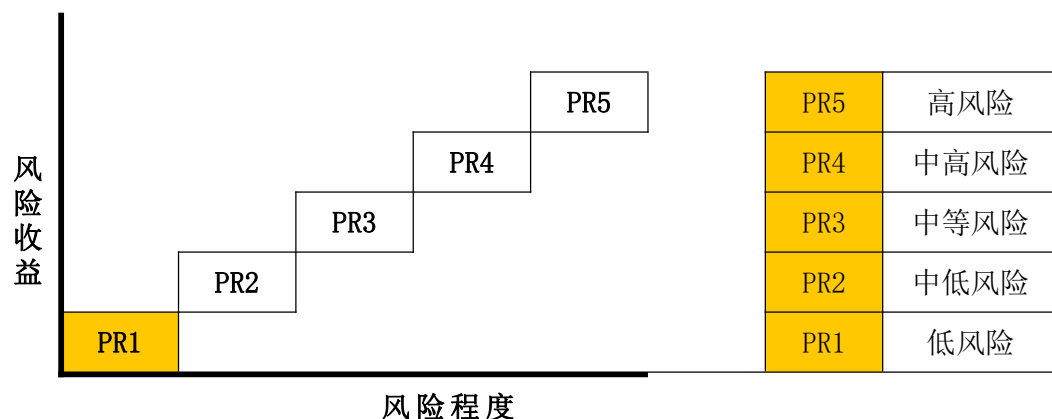 风险收益
PR5
PR4
PR3
PR2
PR1
风险程度
PR5 高风险
PR4 中高风险
PR3 中等风险
PR2 中低风险
PR1 低风险